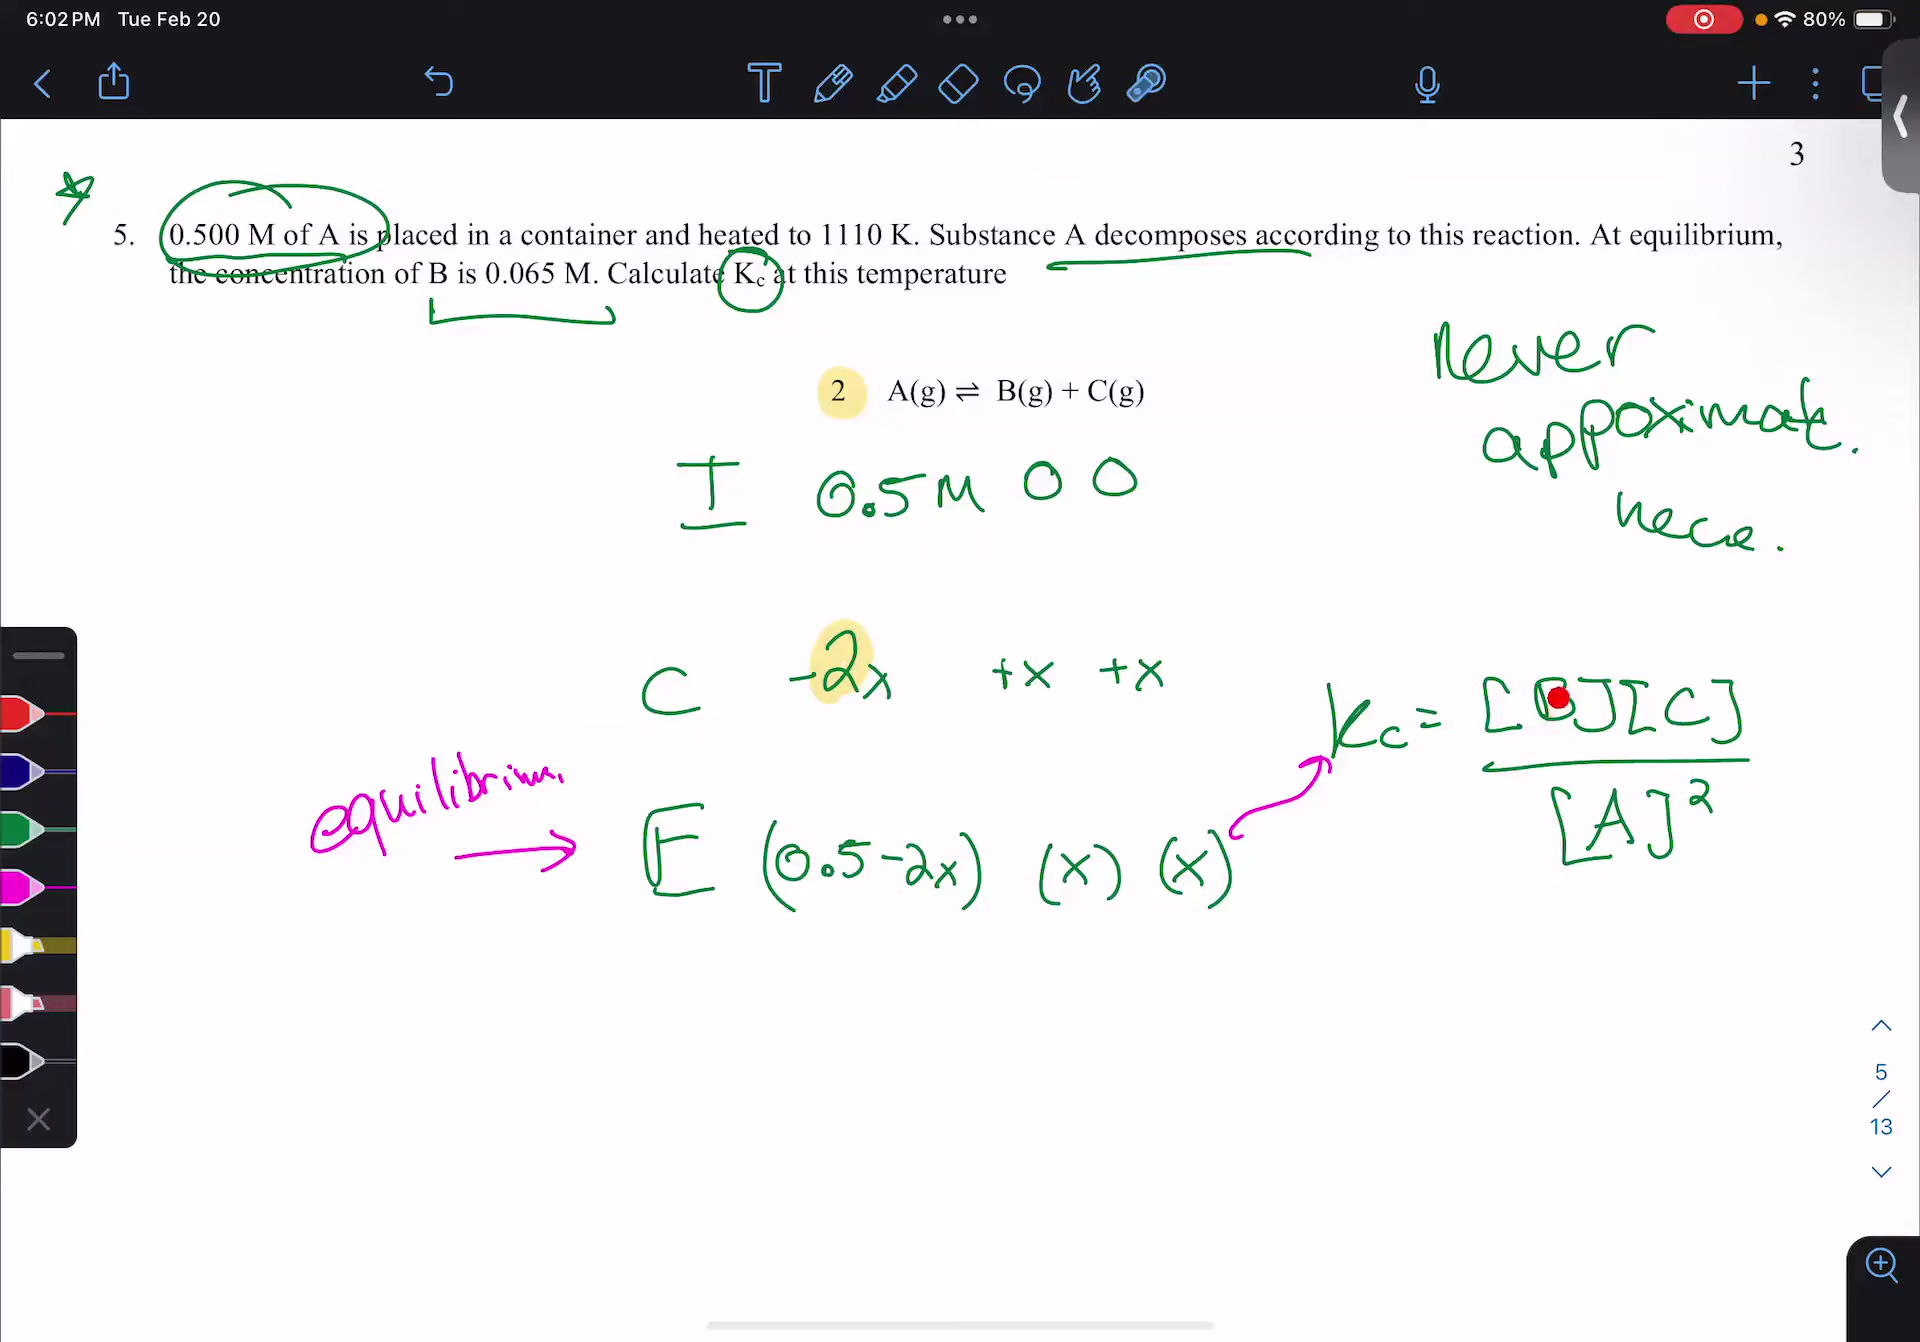 6:02 PM Tue Feb 20
80%
3
5. 0.500 M of A is placed in a container and heated to 1110 K. Substance A decomposes according to this reaction. At equilibrium,
the concentration of B is 0.065 M. Calculate Kc at this temperature
never
appoximate.
here.
2 A(g) ⇌ B(g) + C(g)
I 0.5M 0 0
C -2x +x +x
Kc = [B][C]
[A]²
equilibrium
E (0.5-2x) (x) (x)
5
/
13